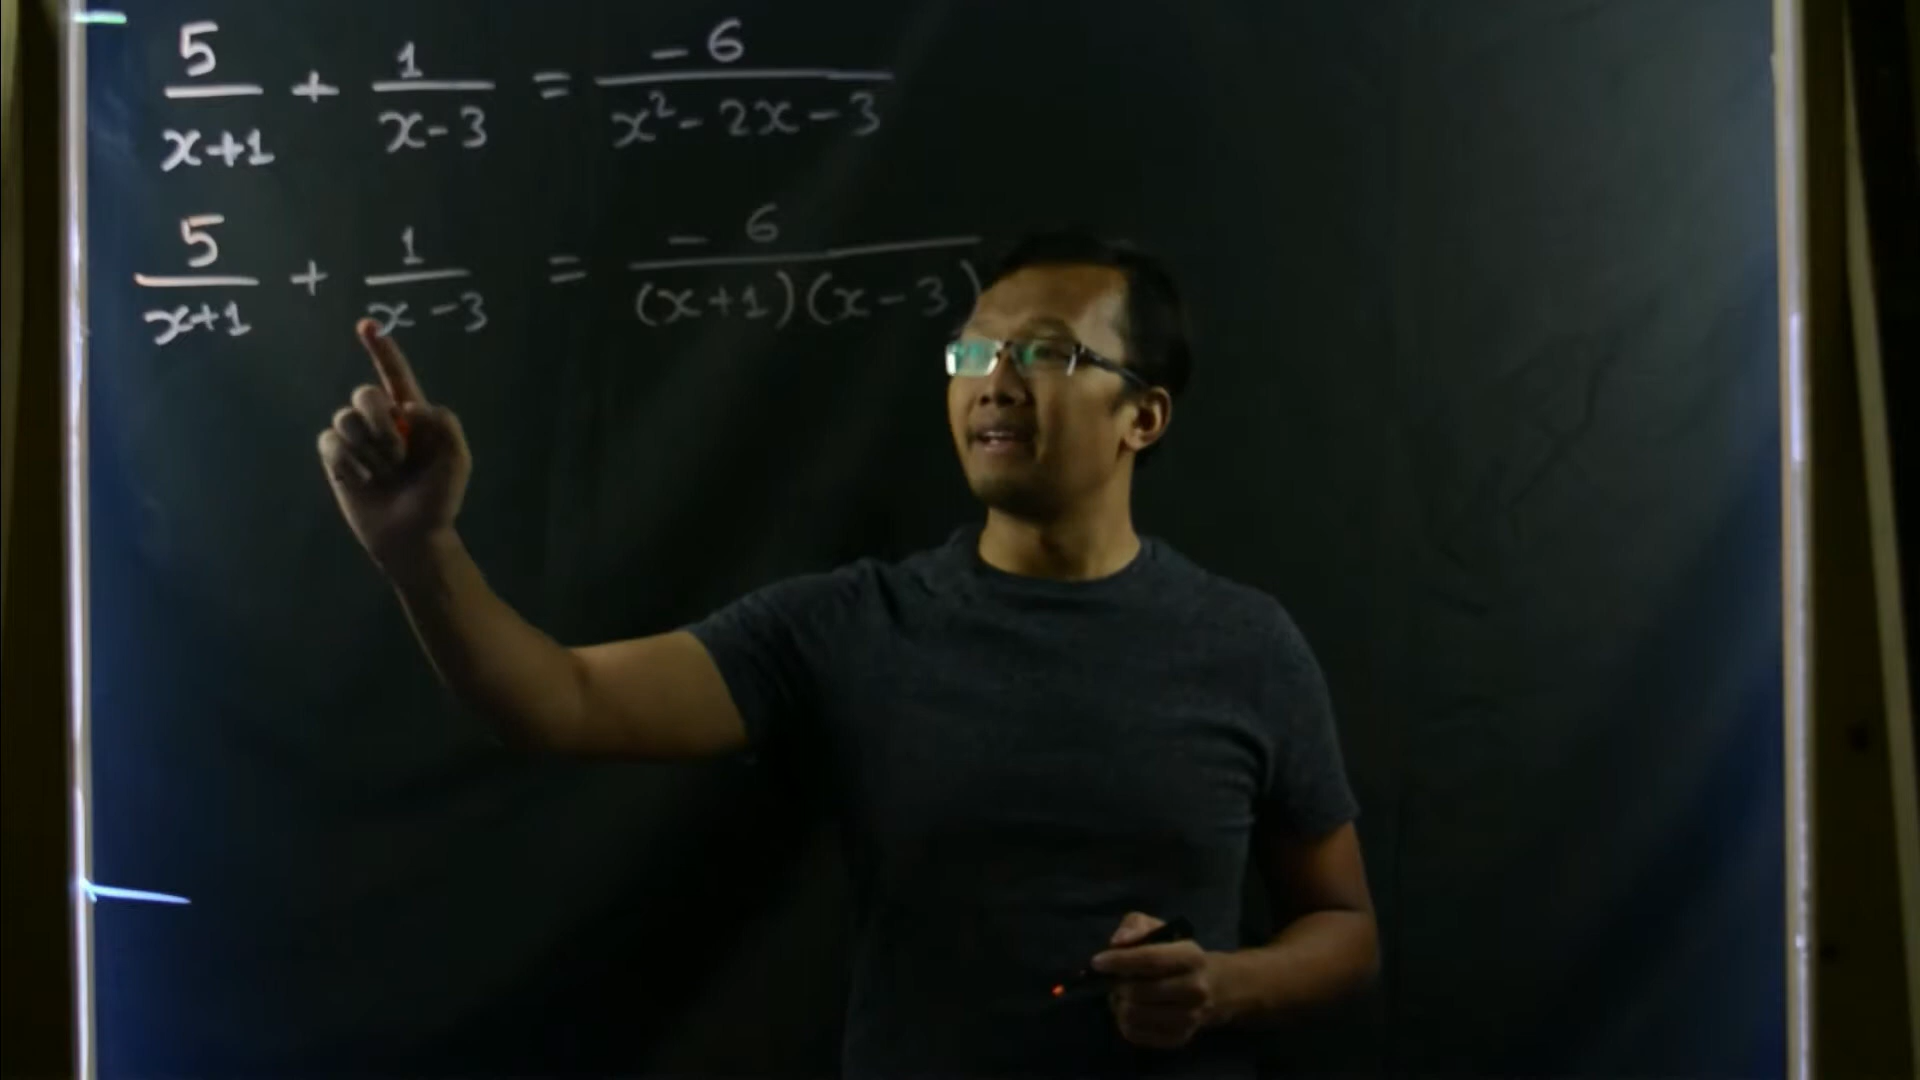 5/(x+1) + 1/(x-3) = -6/(x²-2x-3)
5/(x+1) + 1/(x-3) = -6/((x+1)(x-3))